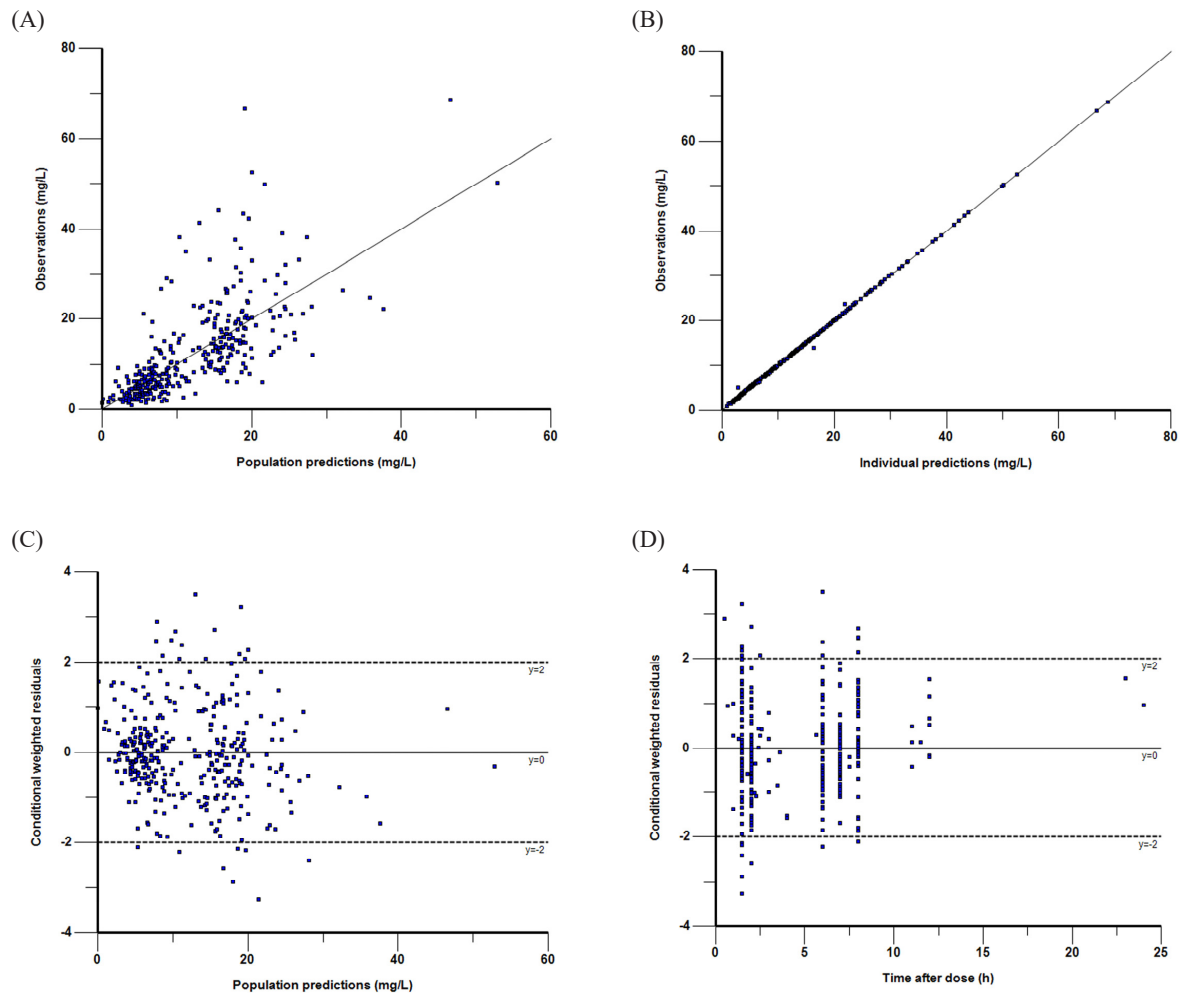 (A)
80
60
40
20
0
0
20
40
60
Observations (mg/L)
Population predictions (mg/L)
(B)
80
60
40
20
0
0
20
40
60
80
Observations (mg/L)
Individual predictions (mg/L)
(C)
4
2
0
-2
-4
0
20
40
60
y=2
y=0
y=-2
Conditional weighted residuals
Population predictions (mg/L)
(D)
4
2
0
-2
-4
0
5
10
15
20
25
y=2
y=0
y=-2
Conditional weighted residuals
Time after dose (h)